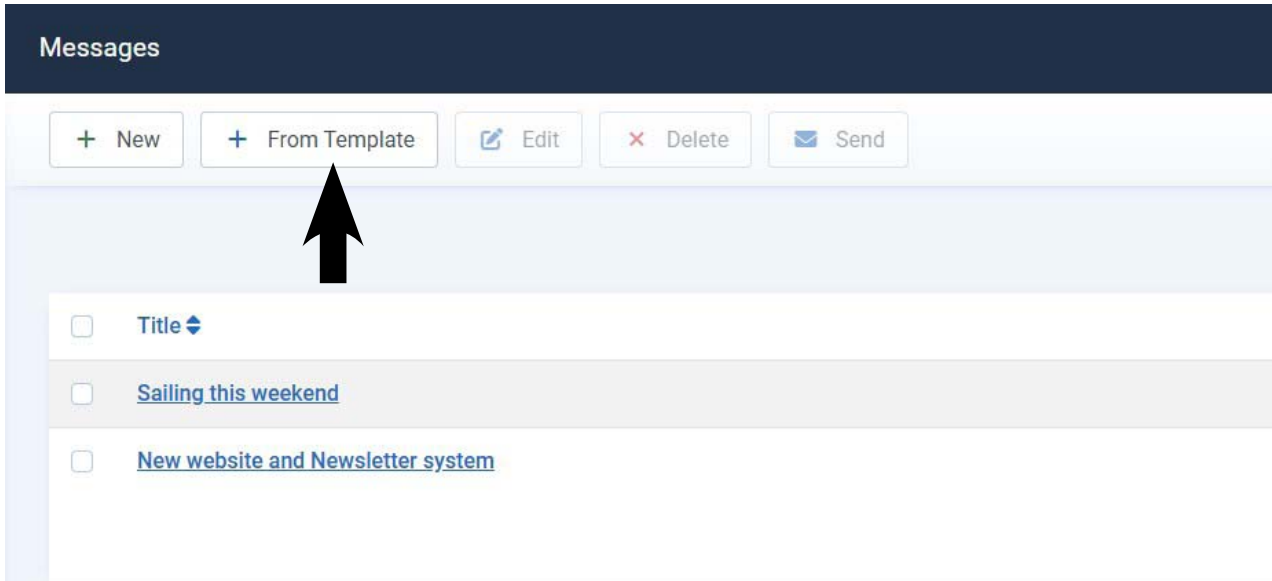 Messages
New From Template Edit Delete Send
Title
Sailing this weekend
New website and Newsletter system